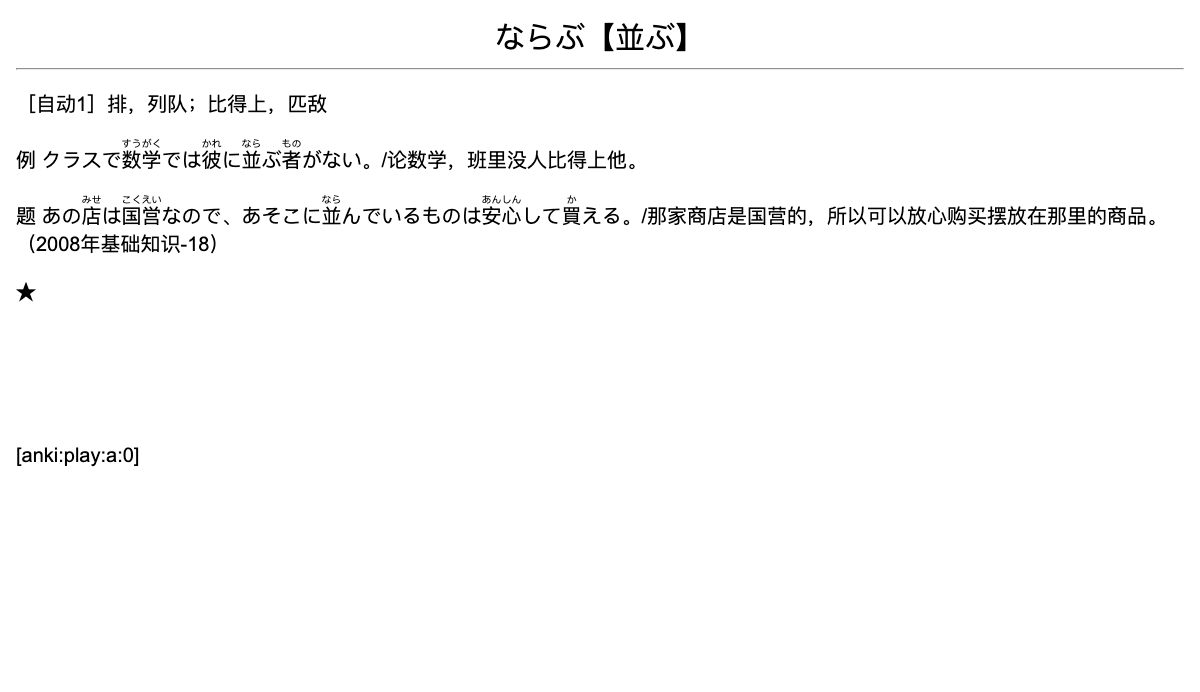 ならぶ【並ぶ】
［自动1］排，列队；比得上，匹敌
すうがく かれ なら もの
例 クラスで数学では彼に並ぶ者がない。/论数学，班里没人比得上他。
みせ こくえい なら あんしん か
题 あの店は国営なので、あそこに並んでいるものは安心して買える。/那家商店是国营的，所以可以放心购买摆放在那里的商品。
（2008年基础知识-18）
★
[anki:play:a:0]